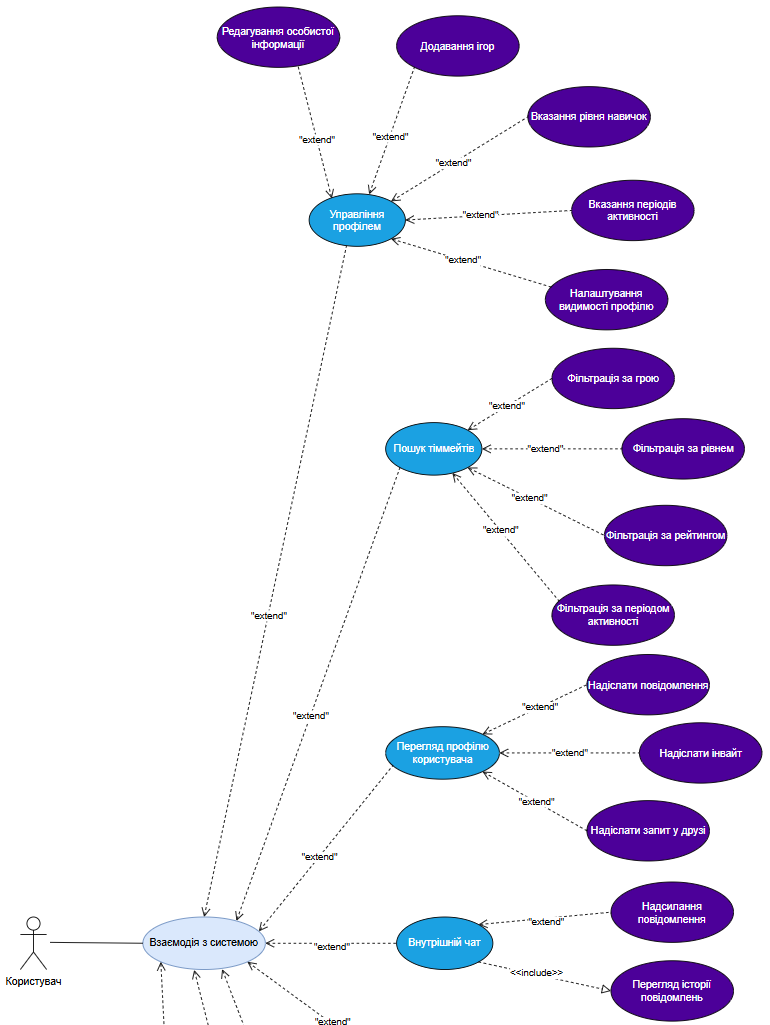 Редагування особистої
інформації
Додавання ігор
Вказання рівня навичок
"extend"
"extend"
"extend"
Управління
профілем
"extend"
Вказання періодів
активності
"extend"
Налаштування
видимості профілю
Фільтрація за грою
"extend"
Пошук тіммейтів
"extend"
Фільтрація за рівнем
"extend"
Фільтрація за рейтингом
"extend"
Фільтрація за періодом
активності
"extend"
Надіслати повідомлення
"extend"
"extend"
Перегляд профілю
користувача
"extend"
Надіслати інвайт
"extend"
Надіслати запит у друзі
"extend"
Надсилання
повідомлення
"extend"
Взаємодія з системою
"extend"
Внутрішній чат
<<include>>
Перегляд історії
повідомлень
Користувач
"extend"